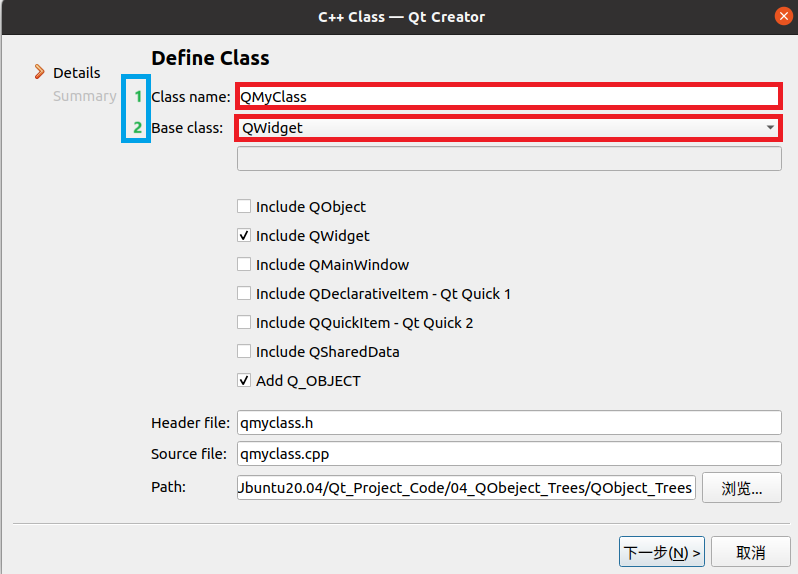 C++ Class — Qt Creator
Define Class
Details
Summary
1 Class name: QMyClass
2 Base class: QWidget
Include QObject
Include QWidget
Include QMainWindow
Include QDeclarativeItem - Qt Quick 1
Include QQuickItem - Qt Quick 2
Include QSharedData
Add Q_OBJECT
Header file: qmyclass.h
Source file: qmyclass.cpp
Path: Jbuntu20.04/Qt_Project_Code/04_QObeject_Trees/QObject_Trees 浏览...
下一步(N) > 取消